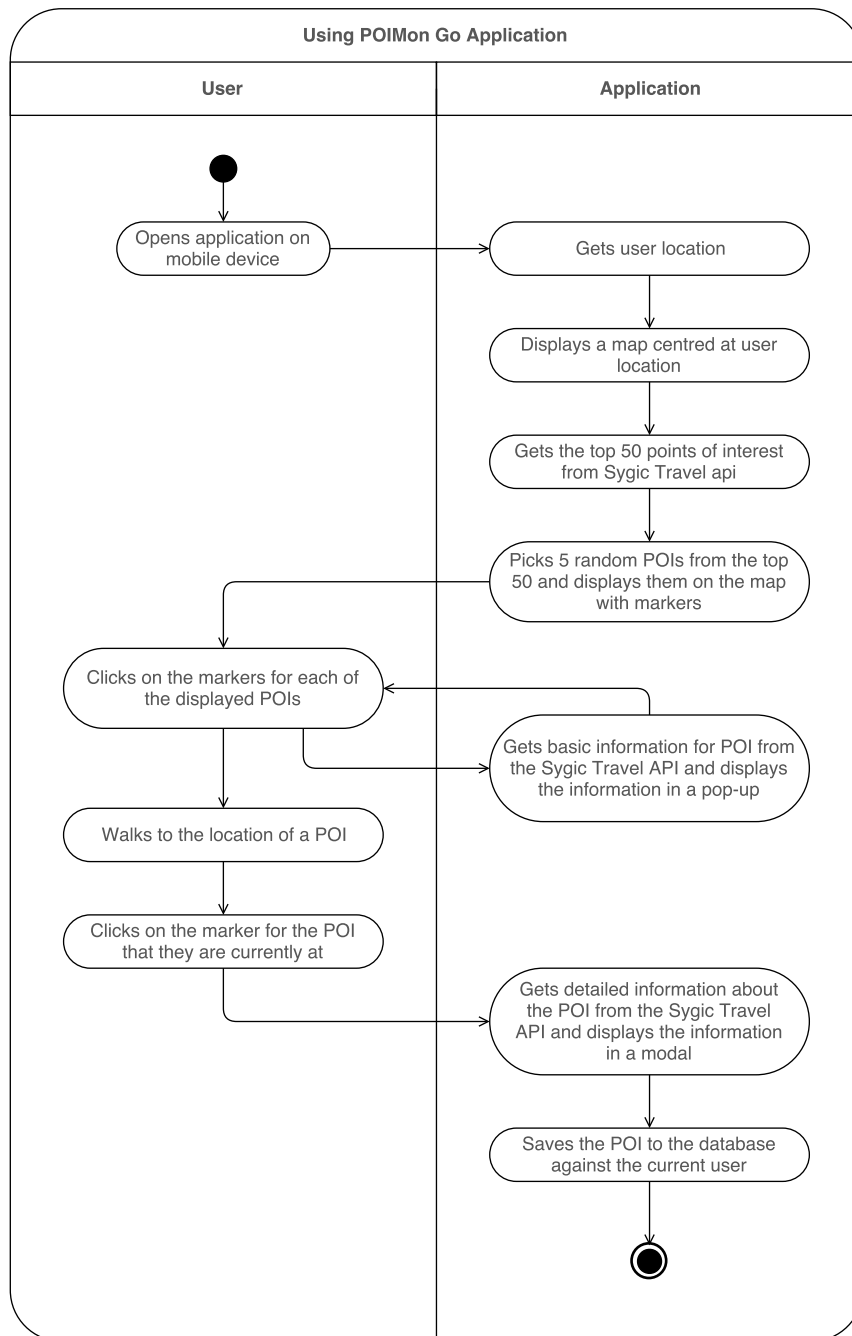 Using POIMon Go Application
User
Application
Opens application on
mobile device
Gets user location
Displays a map centred at user
location
Gets the top 50 points of interest
from Sygic Travel api
Picks 5 random POIs from the top
50 and displays them on the map
with markers
Clicks on the markers for each of
the displayed POIs
Gets basic information for POI from
the Sygic Travel API and displays
the information in a pop-up
Walks to the location of a POI
Clicks on the marker for the POI
that they are currently at
Gets detailed information about
the POI from the Sygic Travel
API and displays the information
in a modal
Saves the POI to the database
against the current user